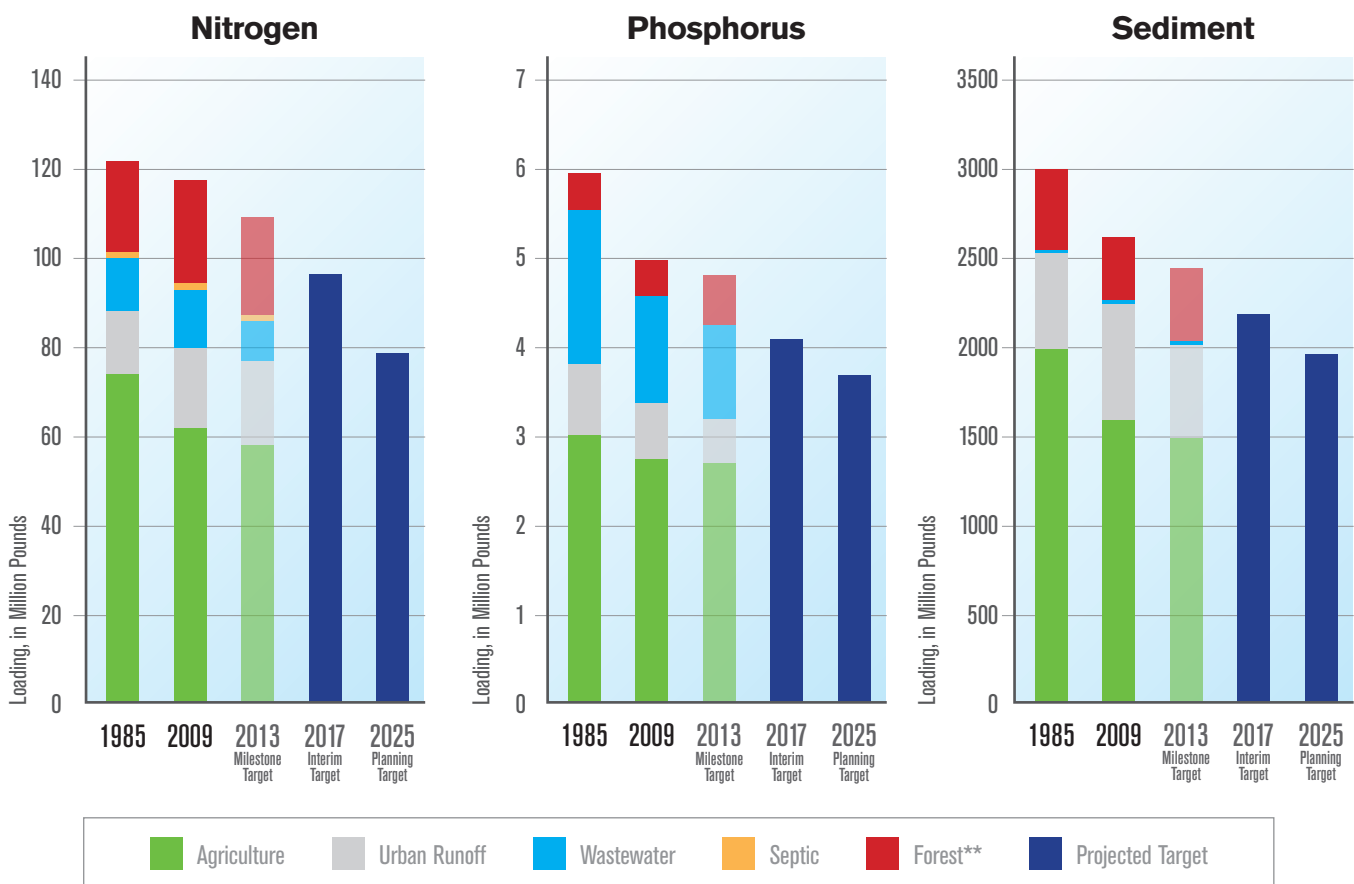 Nitrogen
140
120
100
80
60
40
20
0
Loading, in Million Pounds
1985
2009
2013
Milestone
Target
2017
Interim
Target
2025
Planning
Target
Phosphorus
7
6
5
4
3
2
1
0
Loading, in Million Pounds
1985
2009
2013
Milestone
Target
2017
Interim
Target
2025
Planning
Target
Sediment
3500
3000
2500
2000
1500
1000
500
0
Loading, in Million Pounds
1985
2009
2013
Milestone
Target
2017
Interim
Target
2025
Planning
Target
Agriculture
Urban Runoff
Wastewater
Septic
Forest**
Projected Target